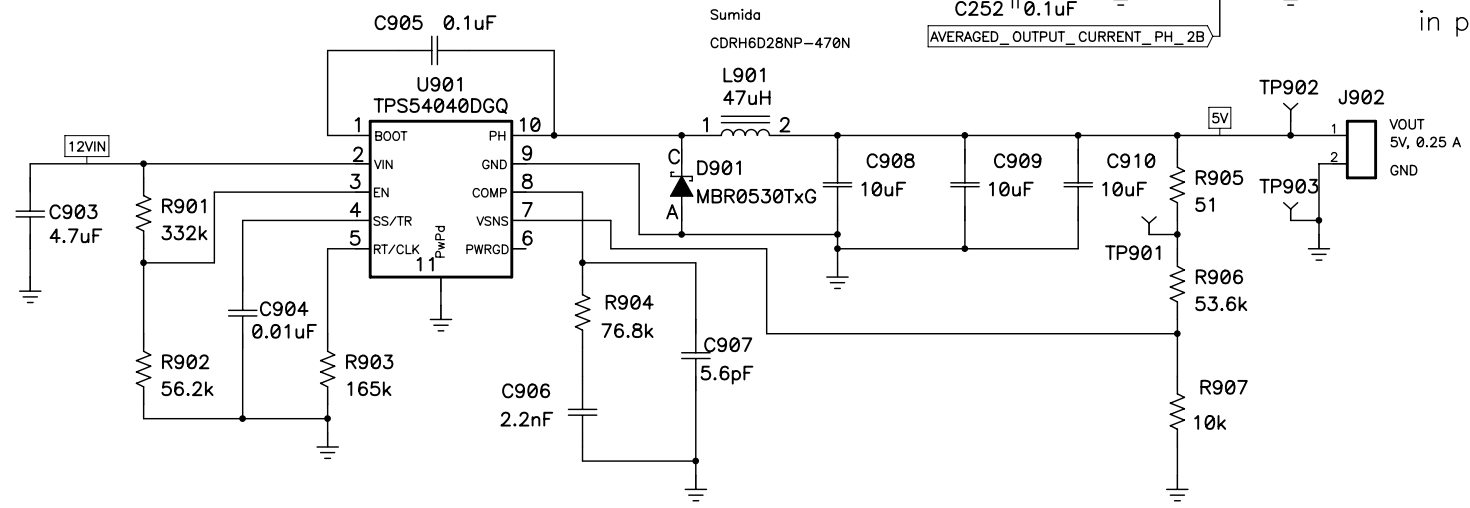 Sumida
CDRH6D28NP-470N
C252 0.1uF
AVERAGED_OUTPUT_CURRENT_PH_2B
in p
C905 0.1uF
U901
TPS54040DGQ
1 BOOT
2 VIN
3 EN
4 SS/TR
5 RT/CLK
PH 10
GND 9
COMP 8
VSNS 7
PWRGD 6
PwPd
11
12VIN
C903
4.7uF
R901
332k
R902
56.2k
C904
0.01uF
R903
165k
R904
76.8k
C906
2.2nF
C907
5.6pF
L901
47uH
1 2
C
D901
MBR0530TxG
A
C908
10uF
C909
10uF
C910
10uF
5V
TP902
J902
1
2
VOUT
5V, 0.25 A
GND
R905
51
TP903
TP901
R906
53.6k
R907
10k